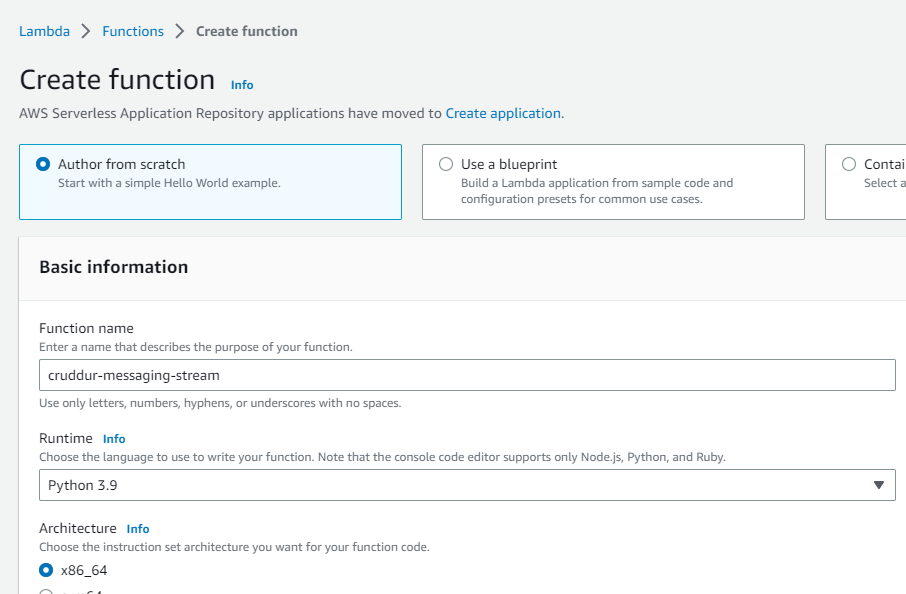 Lambda > Functions > Create function
Create function Info
AWS Serverless Application Repository applications have moved to Create application.
Author from scratch
Start with a simple Hello World example.
Use a blueprint
Build a Lambda application from sample code and
configuration presets for common use cases.
Contai
Select a
Basic information
Function name
Enter a name that describes the purpose of your function.
cruddur-messaging-stream
Use only letters, numbers, hyphens, or underscores with no spaces.
Runtime Info
Choose the language to use to write your function. Note that the console code editor supports only Node.js, Python, and Ruby.
Python 3.9
Architecture Info
Choose the instruction set architecture you want for your function code.
x86_64